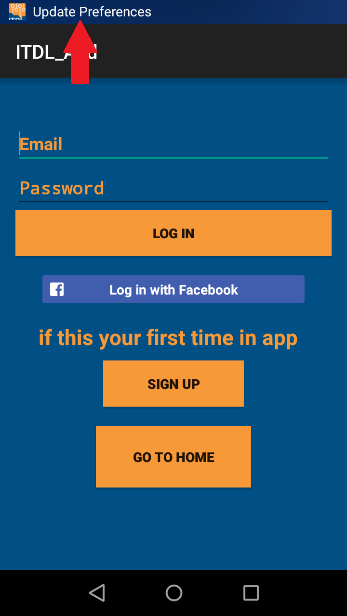 Update Preferences
Email
Password
LOG IN
Log in with Facebook
if this your first time in app
SIGN UP
GO TO HOME